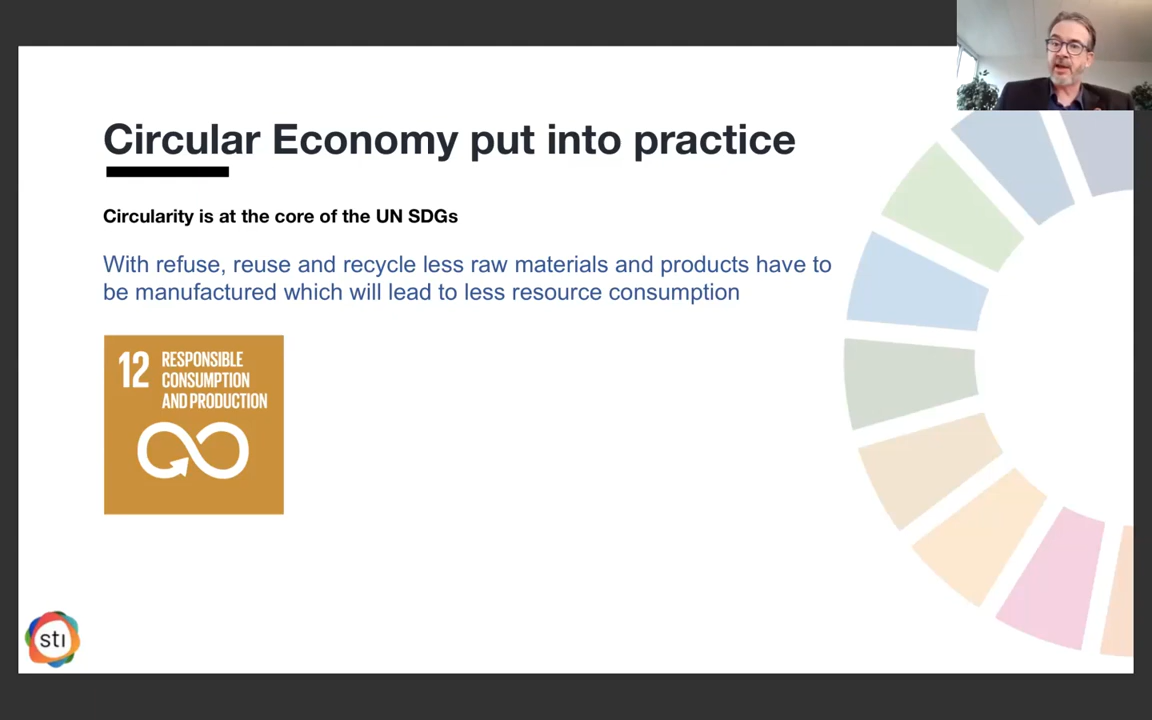 Circular Economy put into practice
Circularity is at the core of the UN SDGs
With refuse, reuse and recycle less raw materials and products have to
be manufactured which will lead to less resource consumption
12 RESPONSIBLE
CONSUMPTION
AND PRODUCTION
stı